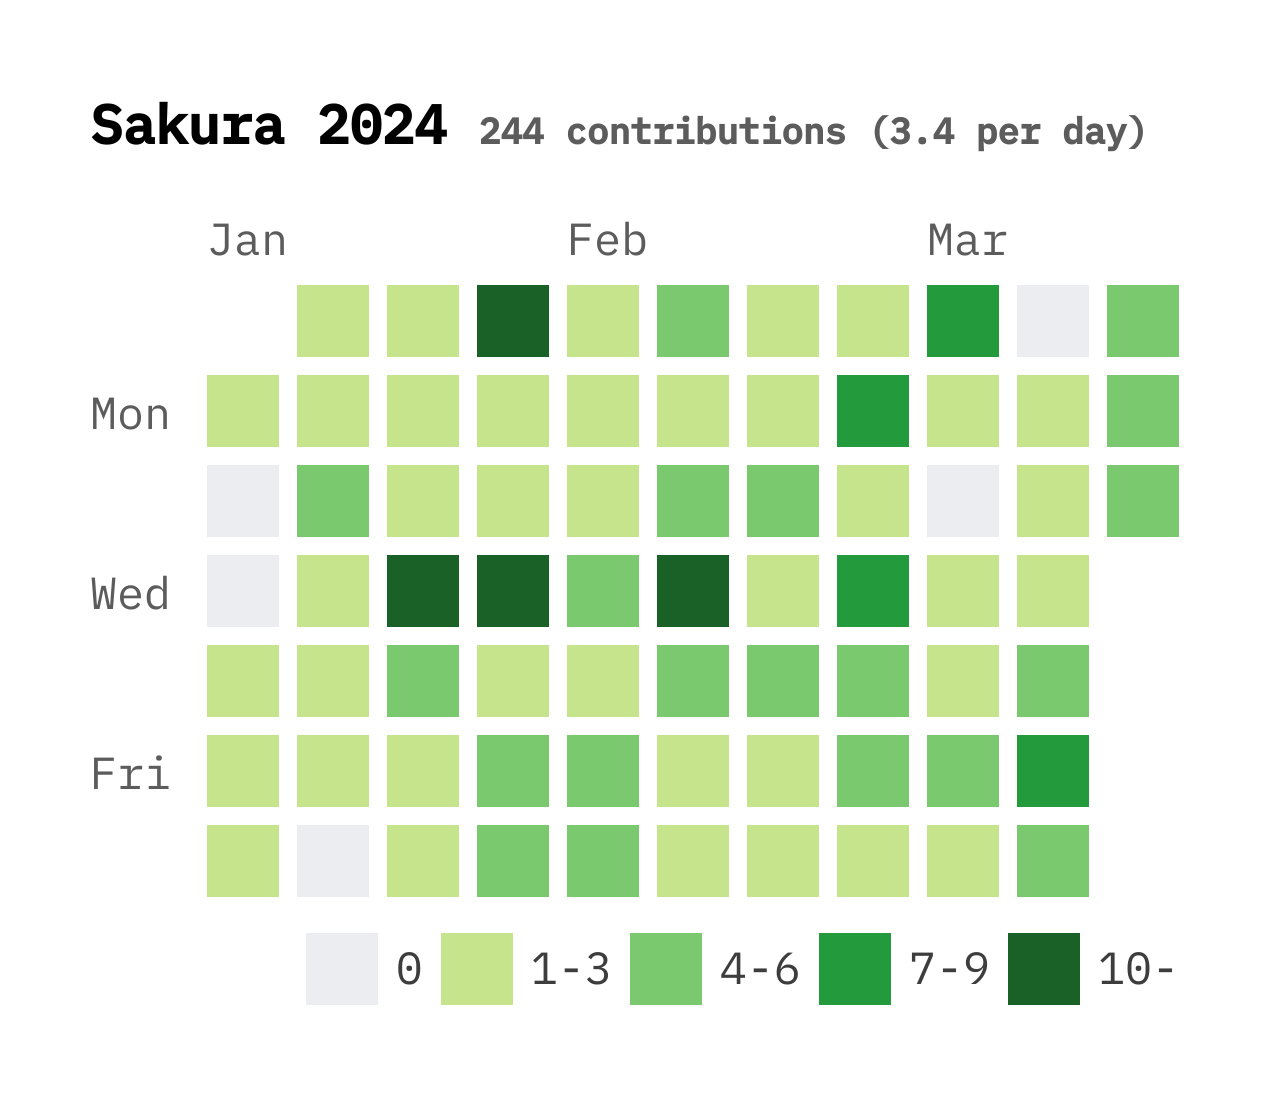 Sakura 2024 244 contributions (3.4 per day)
Jan Feb Mar
Mon
Wed
Fri
0 1-3 4-6 7-9 10-